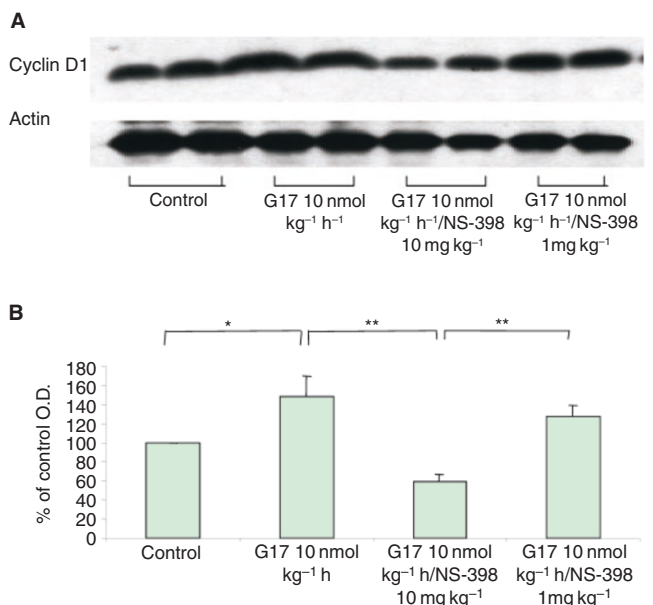 A
Cyclin D1
Actin
Control
G17 10 nmol
kg⁻¹ h⁻¹
G17 10 nmol
kg⁻¹ h⁻¹/NS-398
10 mg kg⁻¹
G17 10 nmol
kg⁻¹ h⁻¹/NS-398
1mg kg⁻¹
B
*
**
**
% of control O.D.
180
160
140
120
100
80
60
40
20
0
Control
G17 10 nmol
kg⁻¹ h
G17 10 nmol
kg⁻¹ h/NS-398
10 mg kg⁻¹
G17 10 nmol
kg⁻¹ h/NS-398
1mg kg⁻¹